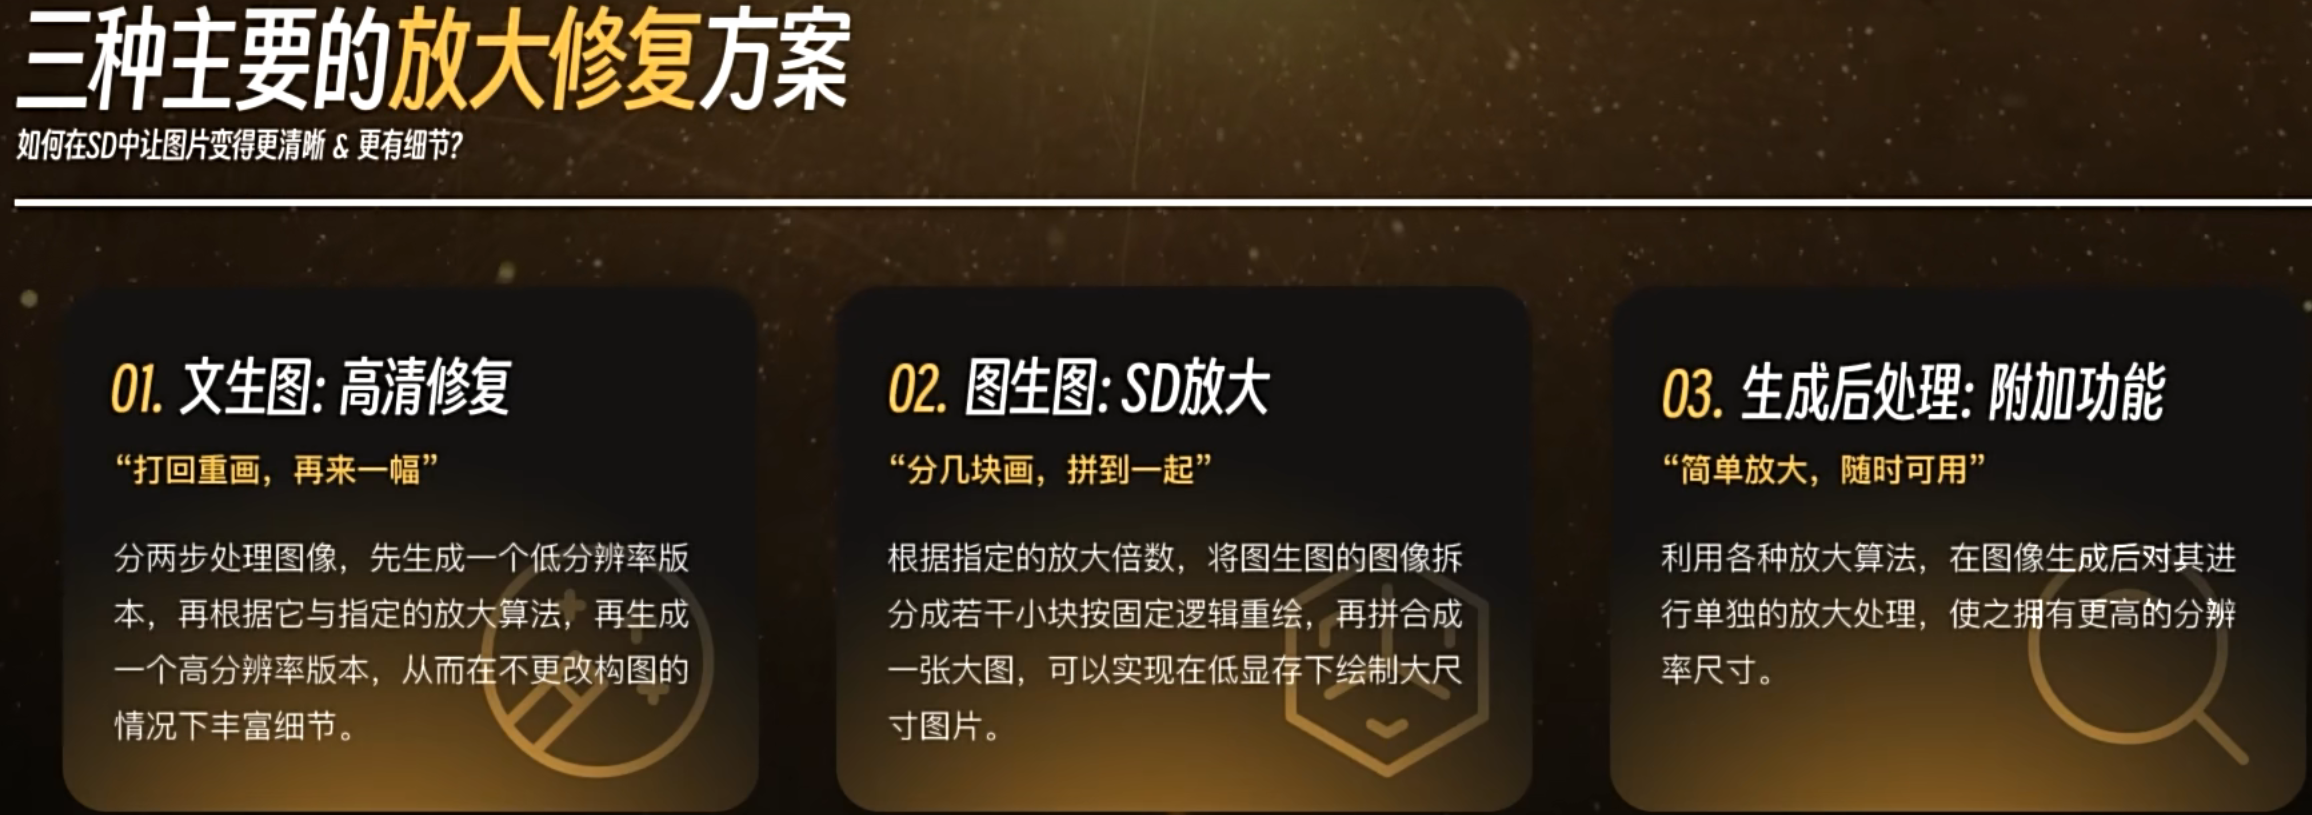 三种主要的放大修复方案
如何在SD中让图片变得更清晰 & 更有细节?
01. 文生图: 高清修复
“打回重画，再来一幅”
分两步处理图像，先生成一个低分辨率版
本，再根据它与指定的放大算法，再生成
一个高分辨率版本，从而在不更改构图的
情况下丰富细节。
02. 图生图: SD放大
“分几块画，拼到一起”
根据指定的放大倍数，将图生图的图像拆
分成若干小块按固定逻辑重绘，再拼合成
一张大图，可以实现在低显存下绘制大尺
寸图片。
03. 生成后处理: 附加功能
“简单放大，随时可用”
利用各种放大算法，在图像生成后对其进
行单独的放大处理，使之拥有更高的分辨
率尺寸。